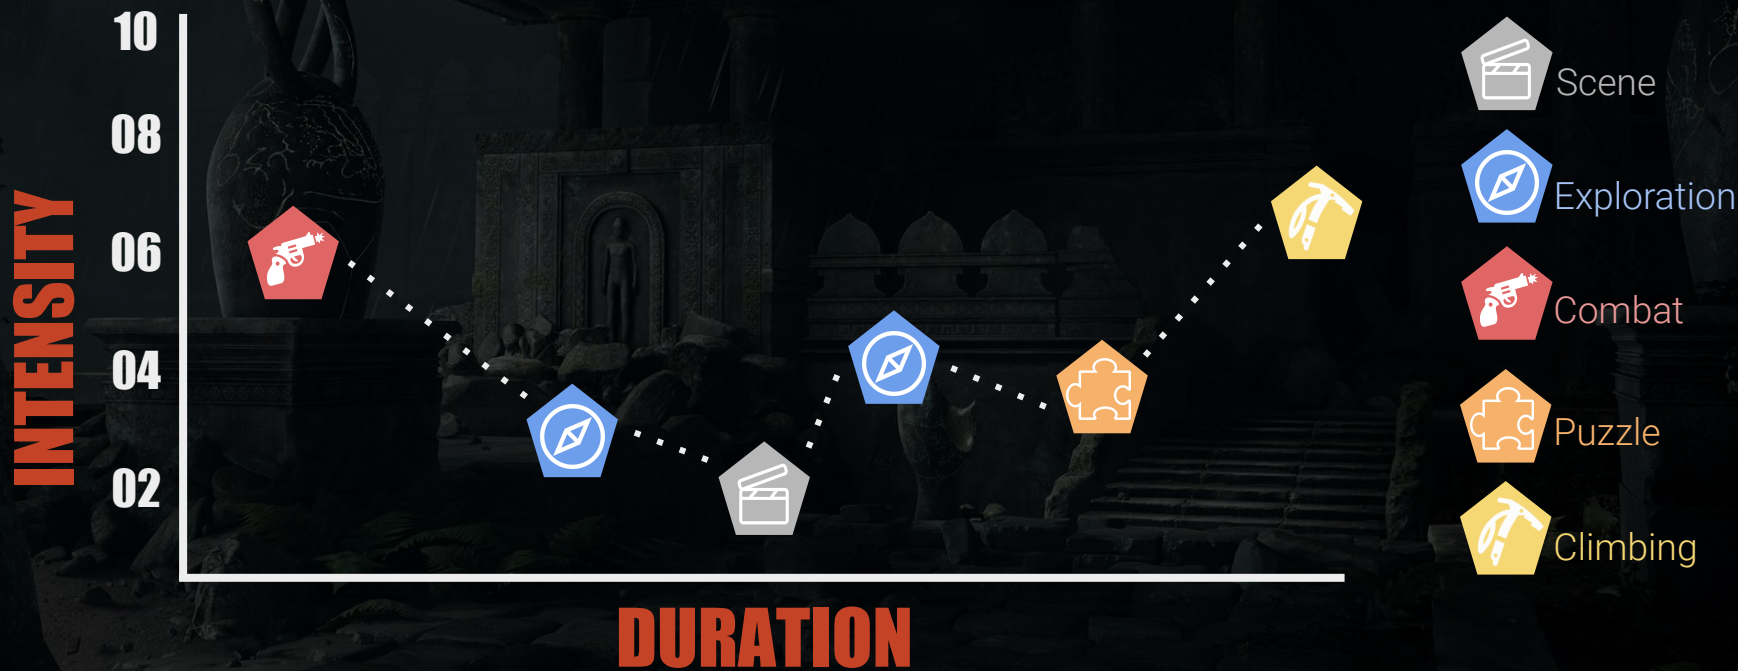 10
08
06
04
02
INTENSITY
DURATION
Scene
Exploration
Combat
Puzzle
Climbing